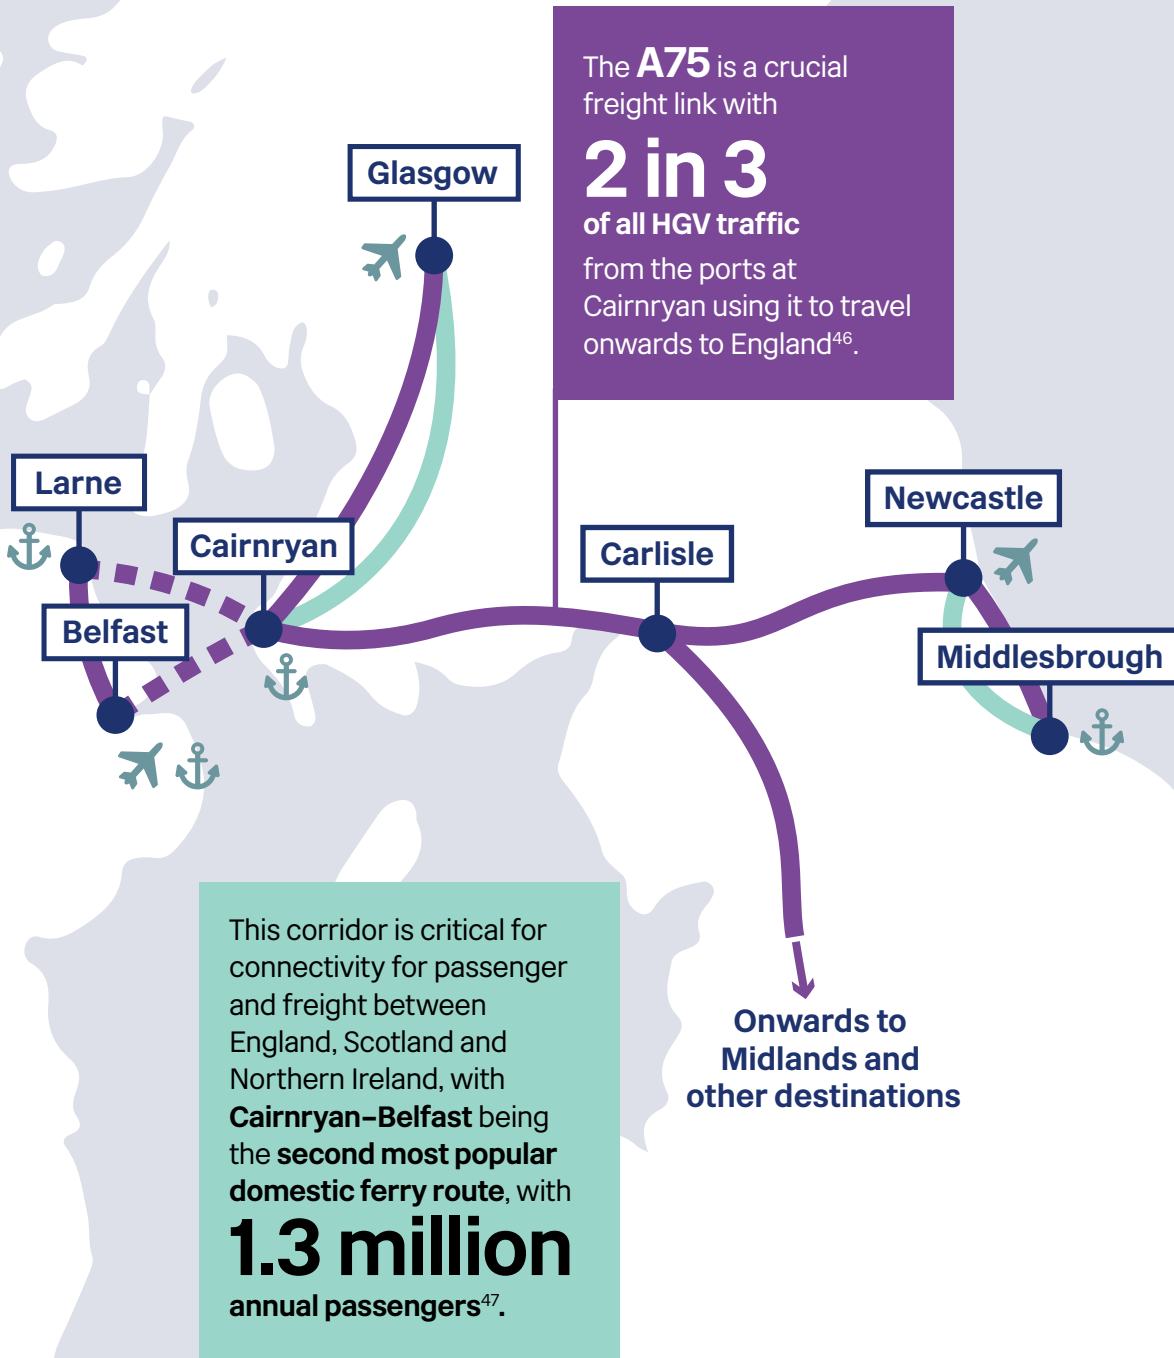 The A75 is a crucial
freight link with
2 in 3
of all HGV traffic
from the ports at
Cairnryan using it to travel
onwards to England46.
Glasgow
Larne
Cairnryan
Belfast
Carlisle
Newcastle
Middlesbrough
Onwards to
Midlands and
other destinations
This corridor is critical for
connectivity for passenger
and freight between
England, Scotland and
Northern Ireland, with
Cairnryan–Belfast being
the second most popular
domestic ferry route, with
1.3 million
annual passengers47.